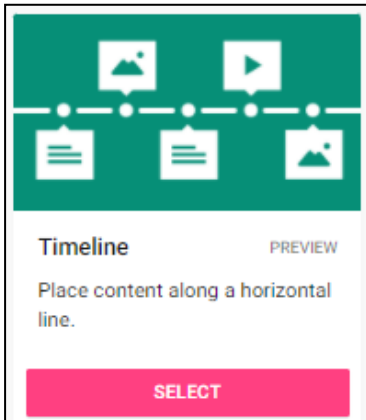 Timeline PREVIEW
Place content along a horizontal
line.
SELECT